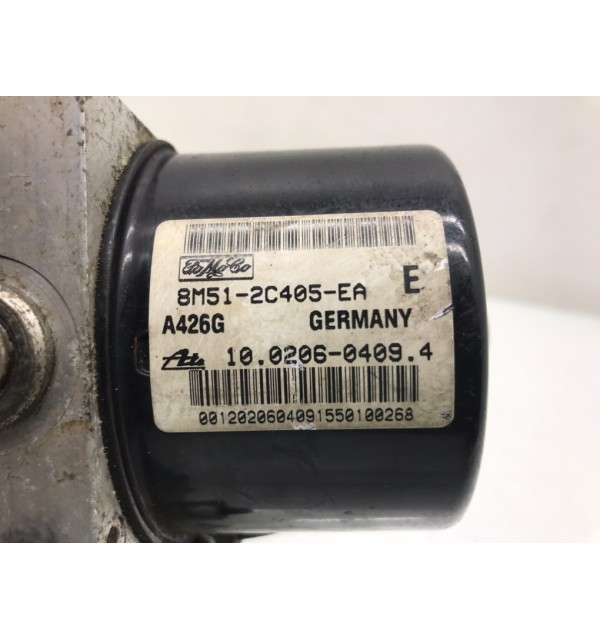 FoMoCo
8M51-2C405-EA E
A426G GERMANY
Ate 10.0206-0409.4
0012020604091550100268